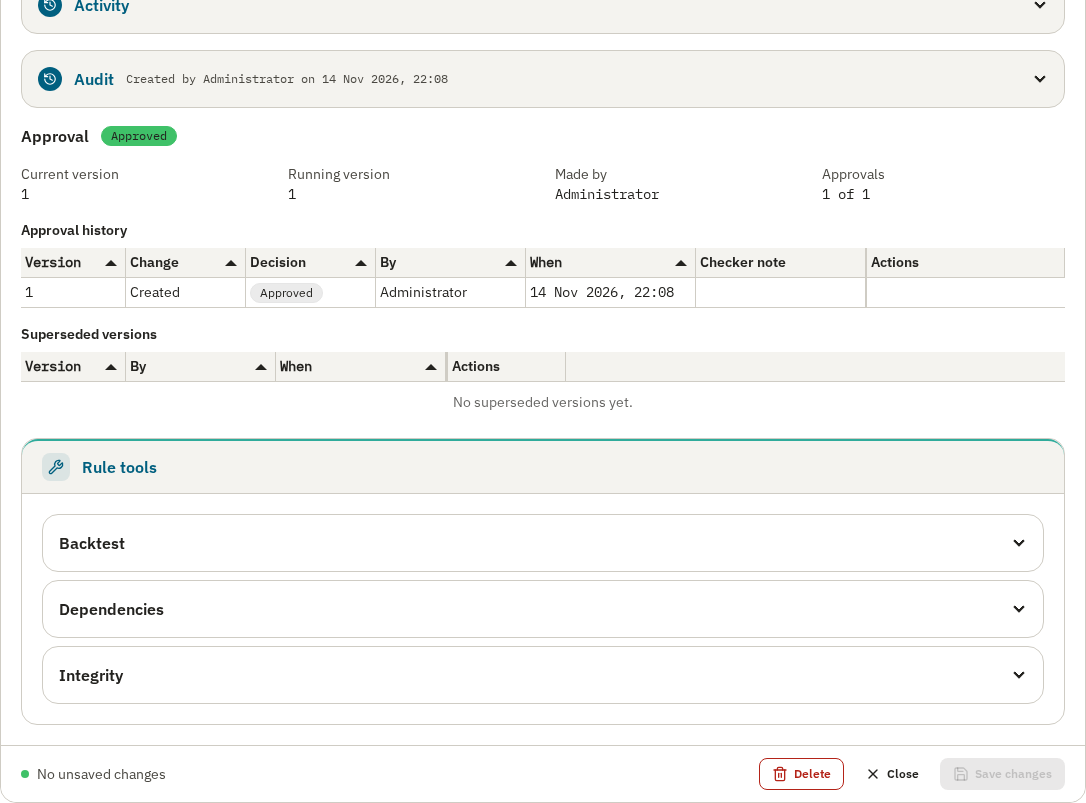 Activity
Audit Created by Administrator on 14 Nov 2026, 22:08
Approval Approved
Current version Running version Made by Approvals
1 1 Administrator 1 of 1
Approval history
Version Change Decision By When Checker note Actions
1 Created Approved Administrator 14 Nov 2026, 22:08
Superseded versions
Version By When Actions
No superseded versions yet.
Rule tools
Backtest
Dependencies
Integrity
No unsaved changes Delete Close Save changes